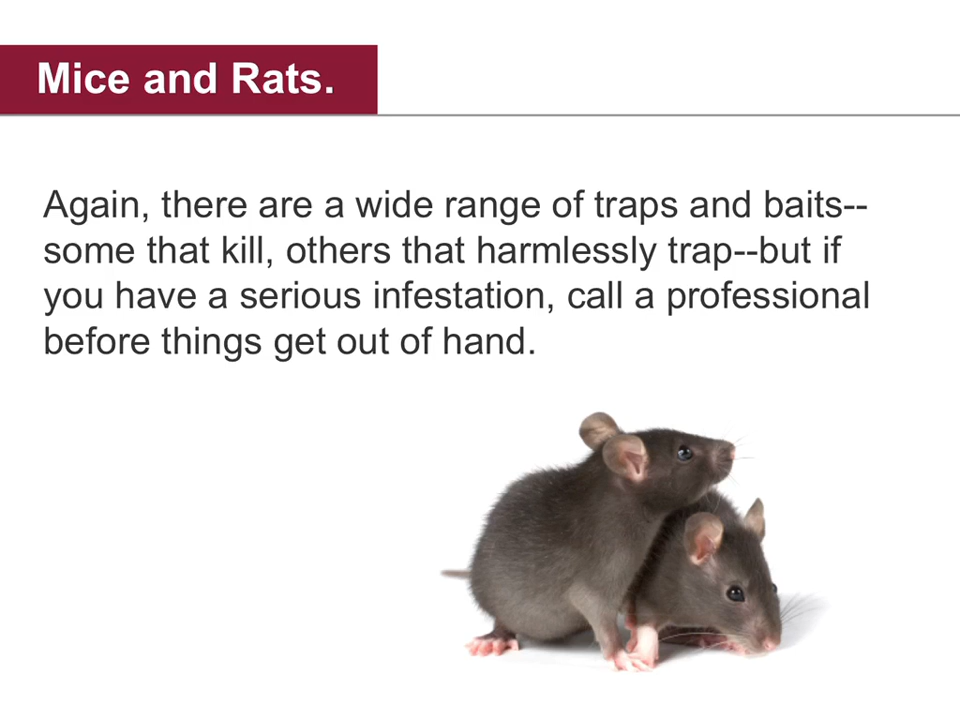 Mice and Rats.
Again, there are a wide range of traps and baits--
some that kill, others that harmlessly trap--but if
you have a serious infestation, call a professional
before things get out of hand.